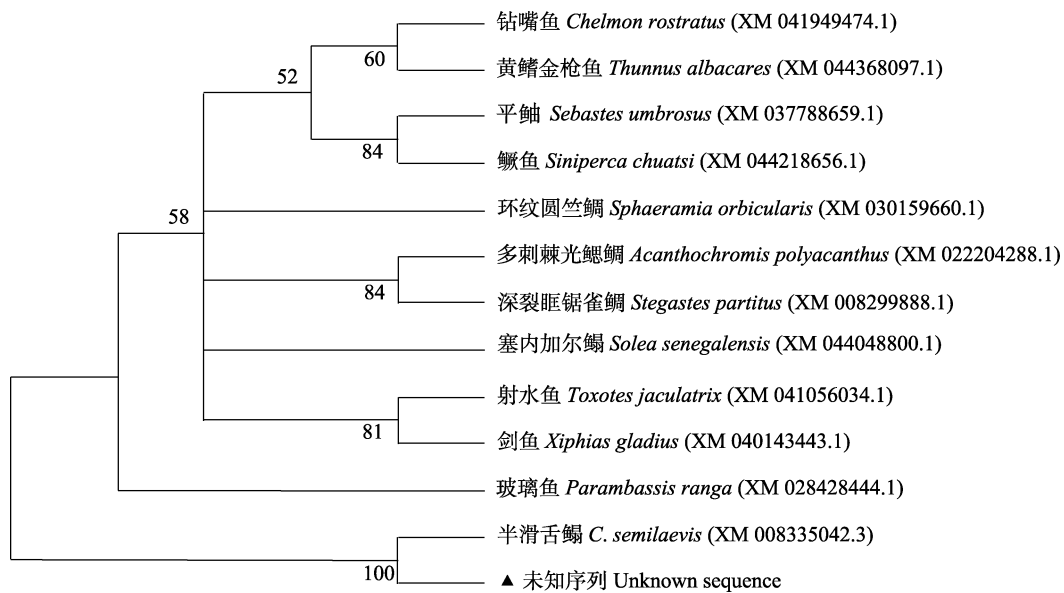 钻嘴鱼 Chelmon rostratus (XM 041949474.1)
60
黄鳍金枪鱼 Thunnus albacares (XM 044368097.1)
52
平鲉 Sebastes umbrosus (XM 037788659.1)
84
鳜鱼 Siniperca chuatsi (XM 044218656.1)
58
环纹圆竺鲷 Sphaeramia orbicularis (XM 030159660.1)
多刺棘光鳃鲷 Acanthochromis polyacanthus (XM 022204288.1)
84
深裂眶锯雀鲷 Stegastes partitus (XM 008299888.1)
塞内加尔鳎 Solea senegalensis (XM 044048800.1)
射水鱼 Toxotes jaculatrix (XM 041056034.1)
81
剑鱼 Xiphias gladius (XM 040143443.1)
玻璃鱼 Parambassis ranga (XM 028428444.1)
半滑舌鳎 C. semilaevis (XM 008335042.3)
100
▲ 未知序列 Unknown sequence